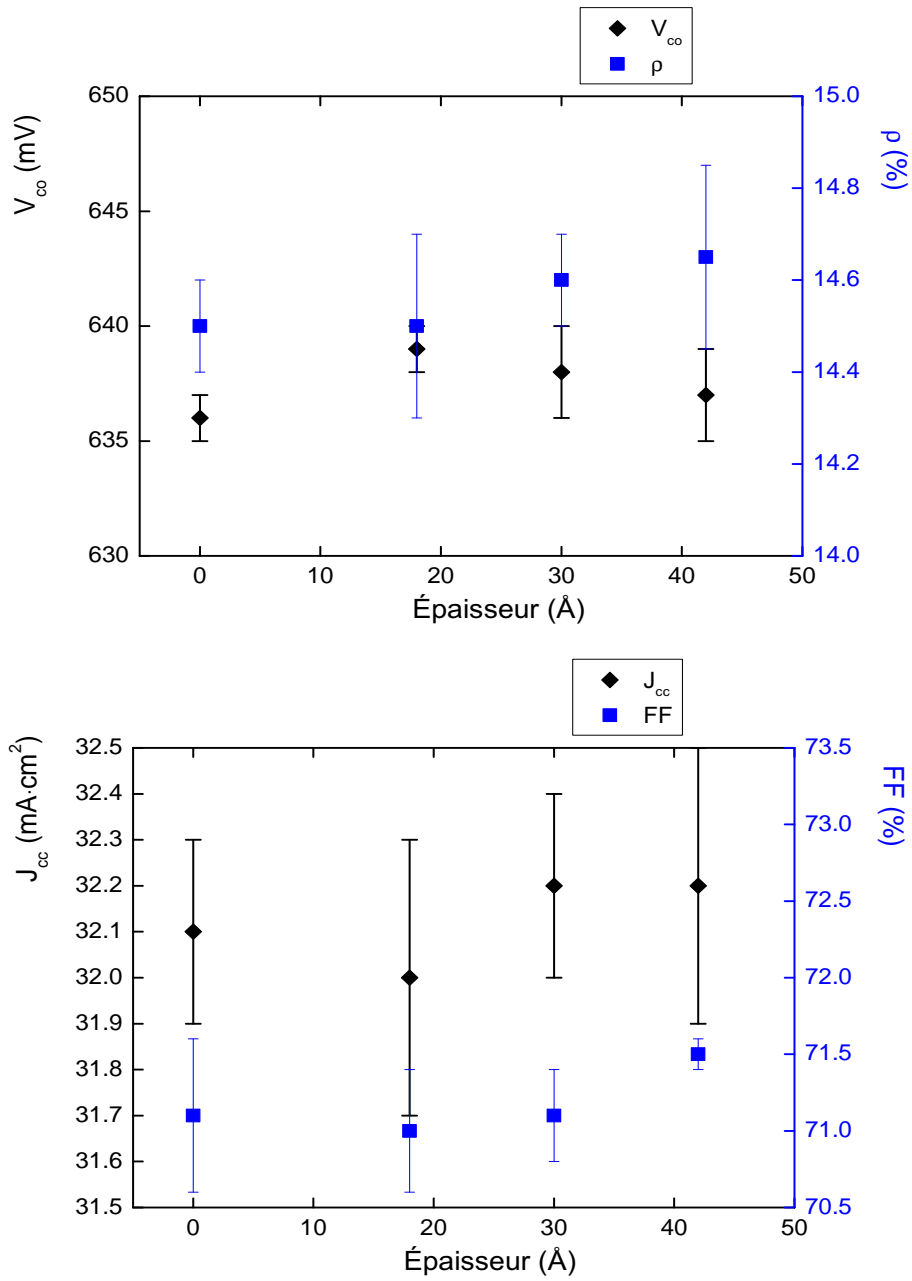 V_co
ρ
V_co (mV)
650
645
640
635
630
ρ (%)
15.0
14.8
14.6
14.4
14.2
14.0
0 10 20 30 40 50
Épaisseur (Å)
J_cc
FF
J_cc (mA·cm²)
32.5
32.4
32.3
32.2
32.1
32.0
31.9
31.8
31.7
31.6
31.5
FF (%)
73.5
73.0
72.5
72.0
71.5
71.0
70.5
0 10 20 30 40 50
Épaisseur (Å)